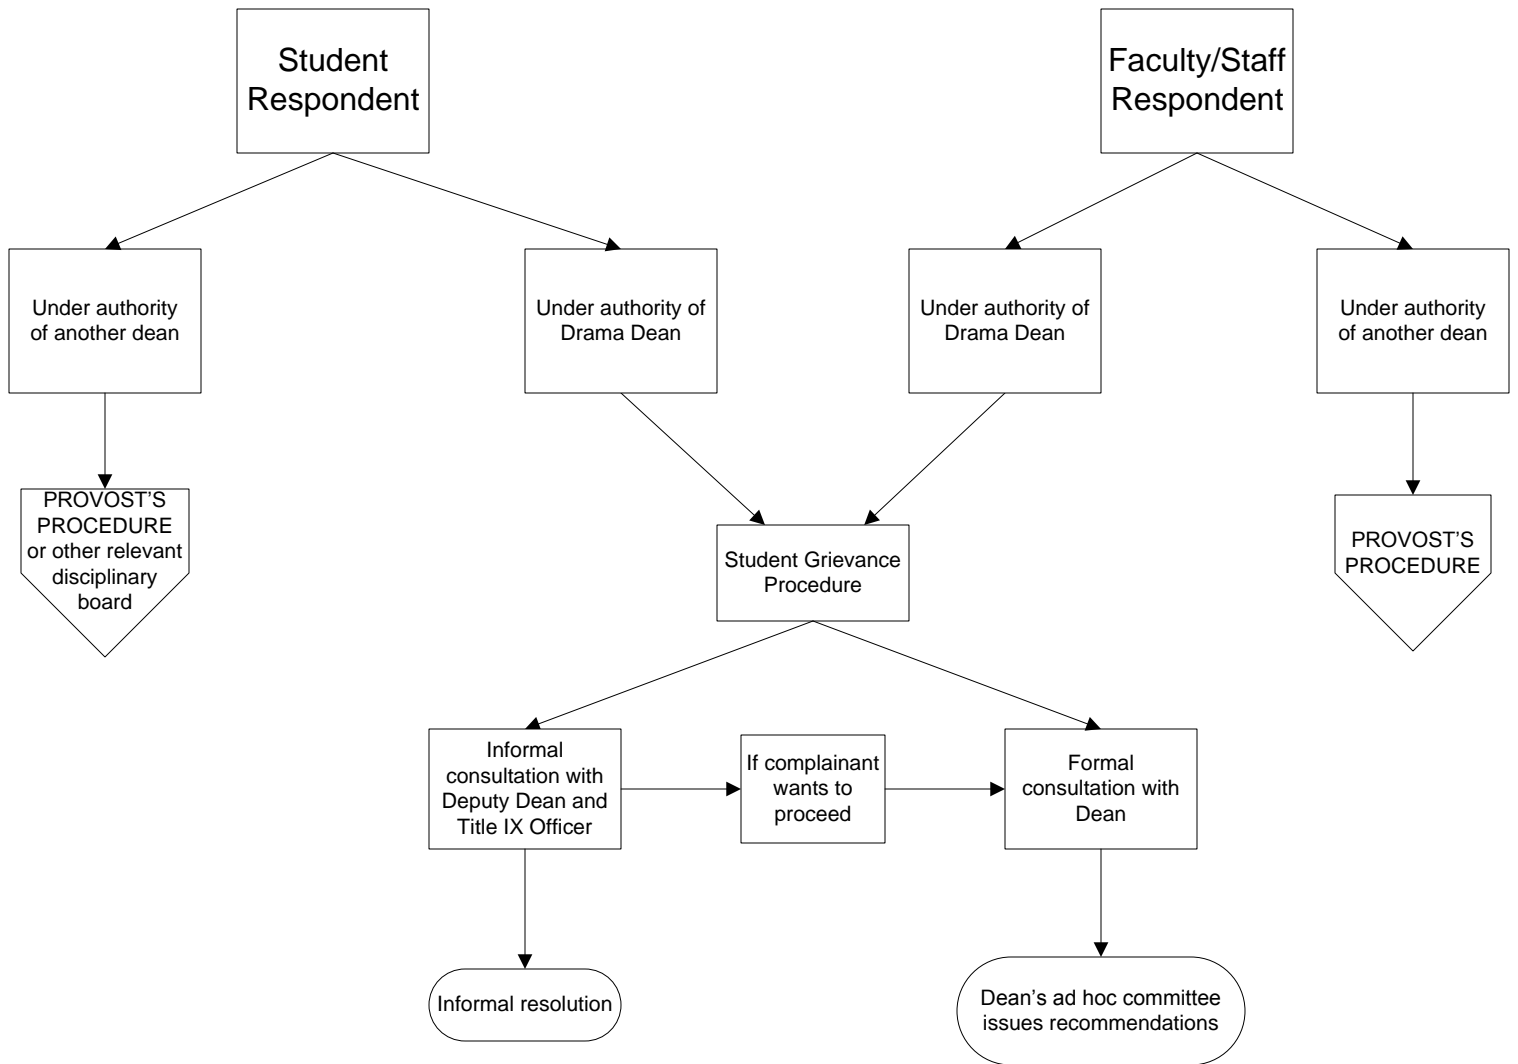 Student
Respondent
Faculty/Staff
Respondent
Under authority
of another dean
Under authority of
Drama Dean
Under authority of
Drama Dean
Under authority
of another dean
PROVOST'S
PROCEDURE
or other relevant
disciplinary
board
Student Grievance
Procedure
PROVOST'S
PROCEDURE
Informal
consultation with
Deputy Dean and
Title IX Officer
If complainant
wants to
proceed
Formal
consultation with
Dean
Informal resolution
Dean's ad hoc committee
issues recommendations